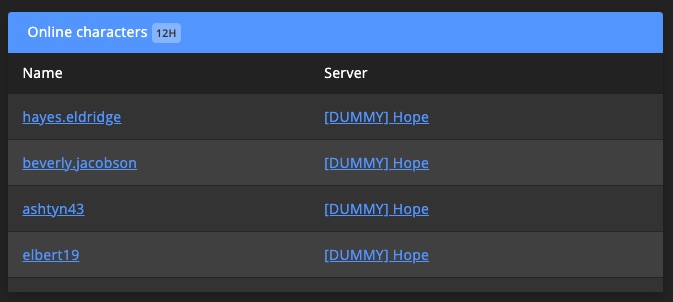 Online characters 12H
Name Server
hayes.eldridge [DUMMY] Hope
beverly.jacobson [DUMMY] Hope
ashtyn43 [DUMMY] Hope
elbert19 [DUMMY] Hope